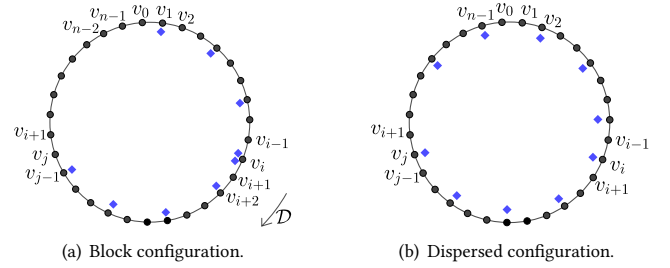 v_{n-1} v_0 v_1
v_{n-2} v_2
v_{i+1} v_{i-1}
v_j v_i
v_{j-1} v_{i+1}
v_{i+2}
𝒟
(a) Block configuration.
v_{n-1} v_0 v_1
v_2
v_{i+1} v_{i-1}
v_j v_i
v_{j-1} v_{i+1}
(b) Dispersed configuration.